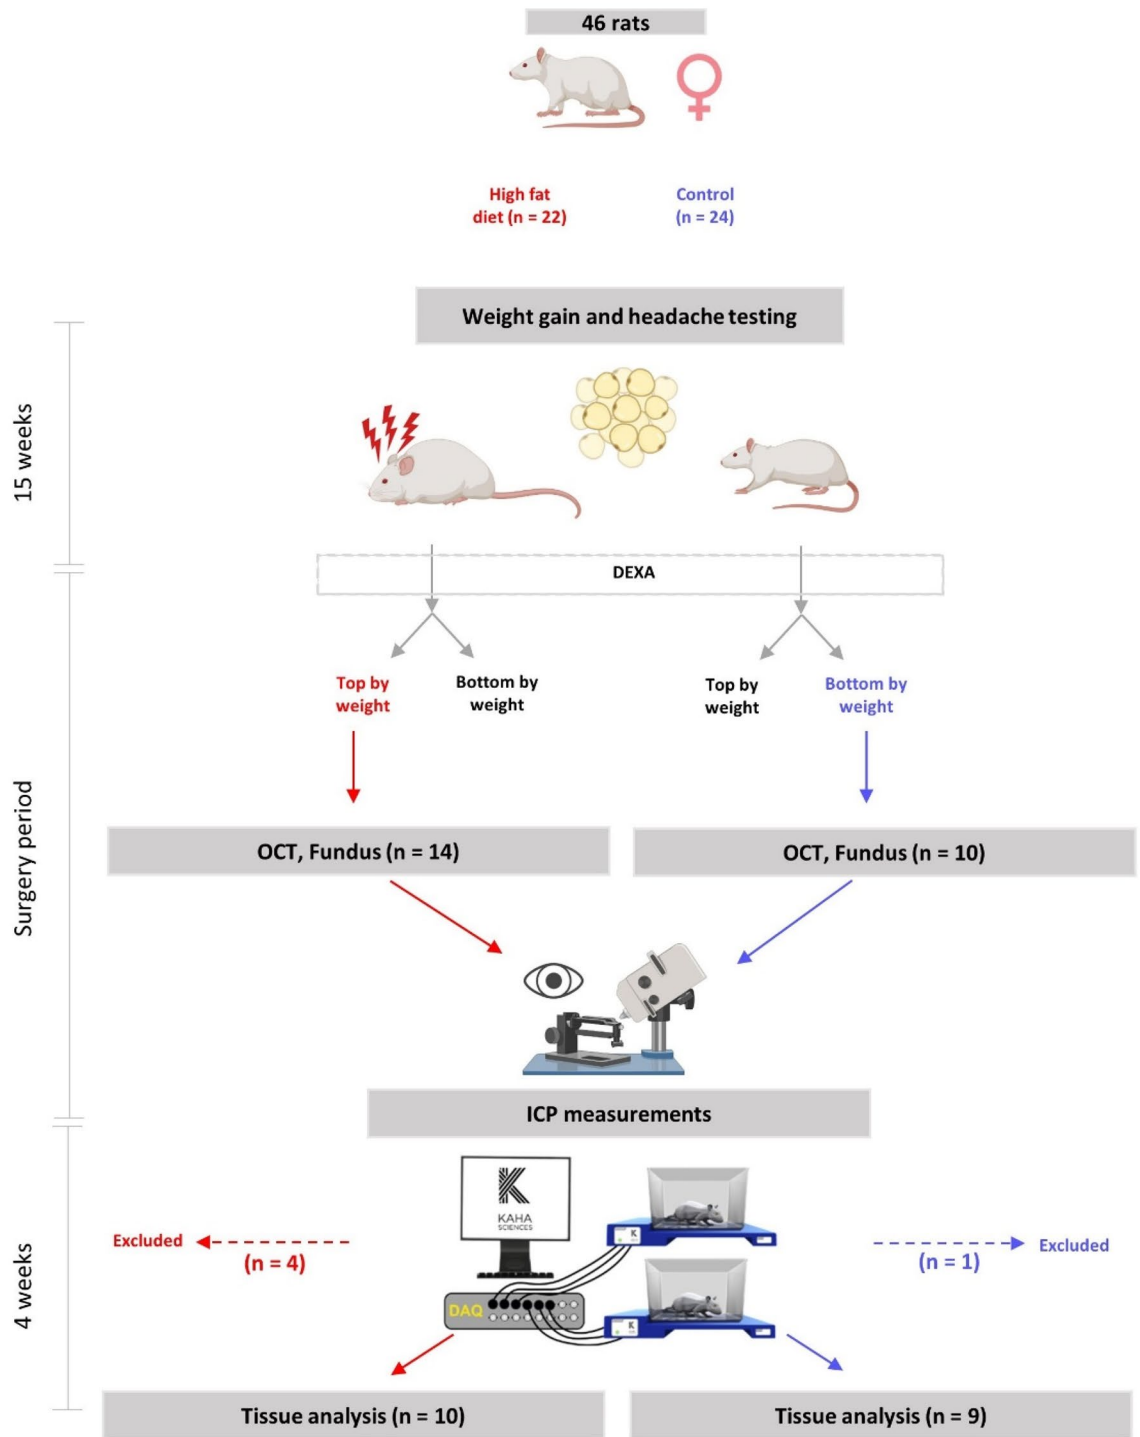 46 rats
High fat
diet (n = 22)
Control
(n = 24)
Weight gain and headache testing
15 weeks
DEXA
Top by
weight
Bottom by
weight
Top by
weight
Bottom by
weight
Surgery period
OCT, Fundus (n = 14)
OCT, Fundus (n = 10)
ICP measurements
4 weeks
KAHA
SCIENCES
Excluded
(n = 4)
(n = 1)
Excluded
DAQ
K
K
Tissue analysis (n = 10)
Tissue analysis (n = 9)